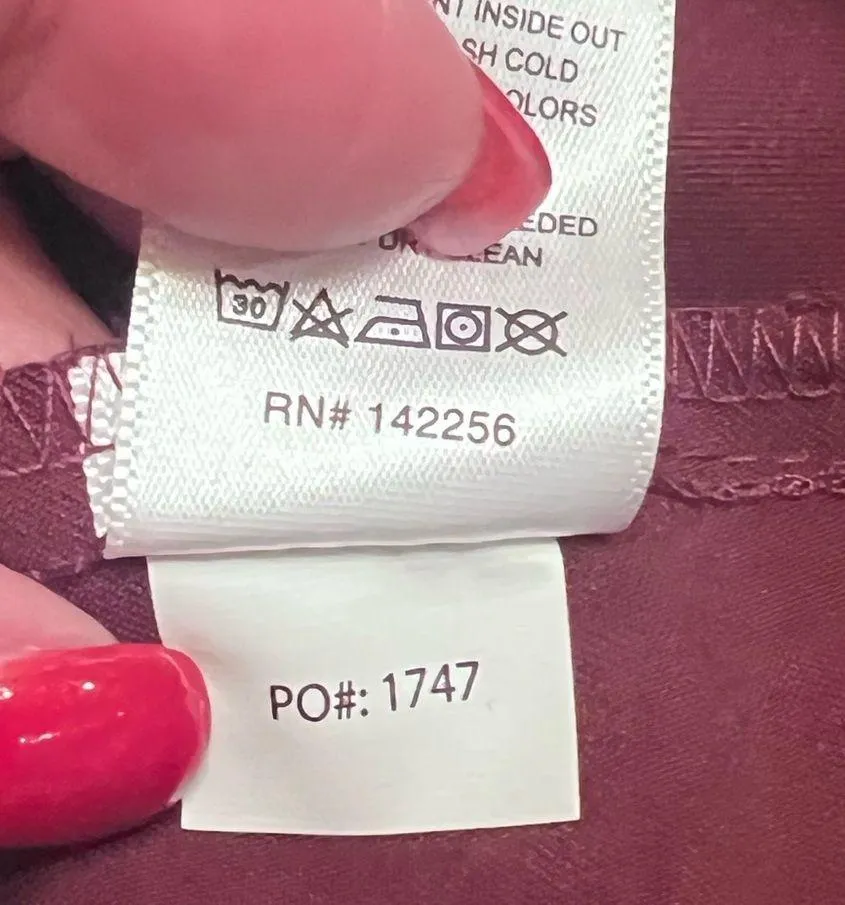 INSIDE OUT
COLD
30
RN# 142256
PO#: 1747